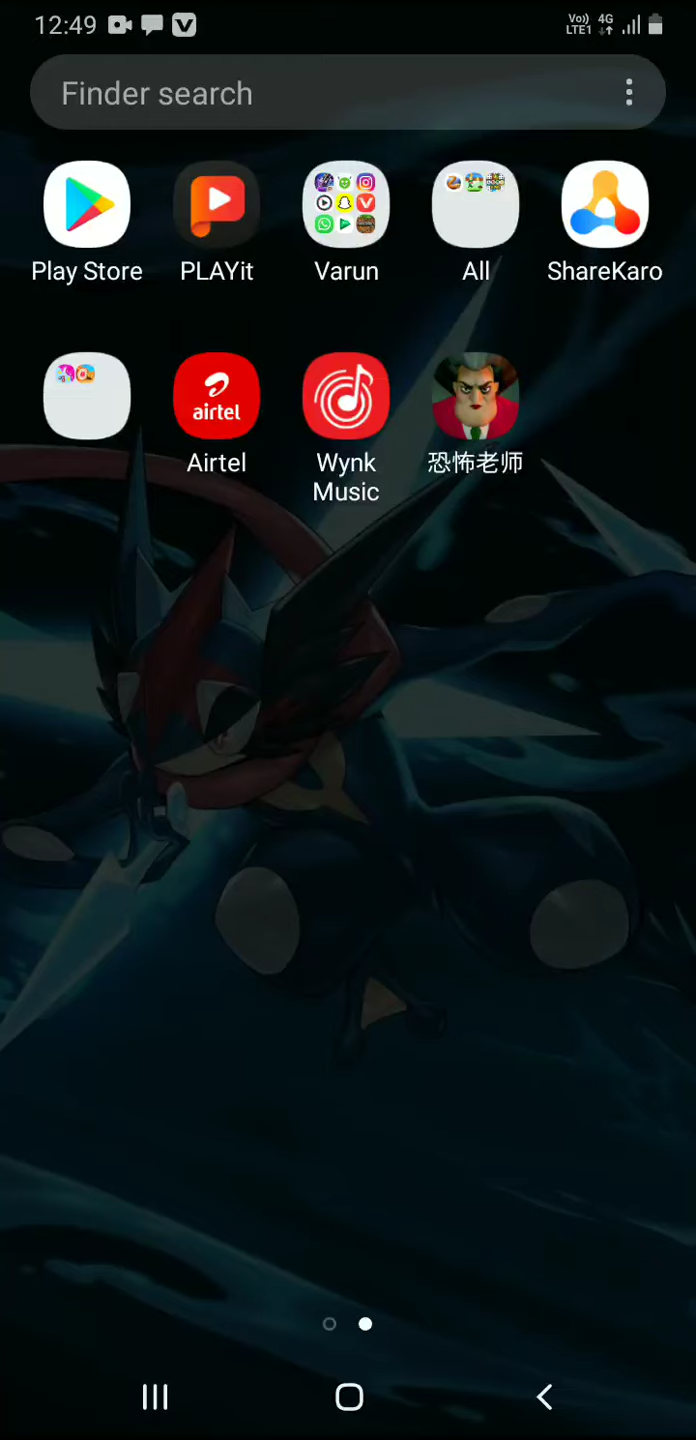 12:49
Vo)) 4G
LTE1
Finder search
Play Store
PLAYit
Varun
All
ShareKaro
airtel
Airtel
Wynk
Music
恐怖老师